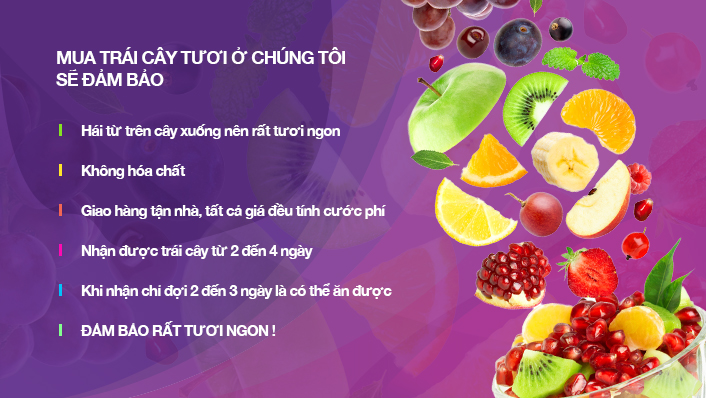 MUA TRÁI CÂY TƯƠI Ở CHÚNG TÔI
SẼ ĐẢM BẢO
Hái từ trên cây xuống nên rất tươi ngon
Không hóa chất
Giao hàng tận nhà, tất cả giá đều tính cước phí
Nhận được trái cây từ 2 đến 4 ngày
Khi nhận chỉ đợi 2 đến 3 ngày là có thể ăn được
ĐẢM BẢO RẤT TƯƠI NGON !